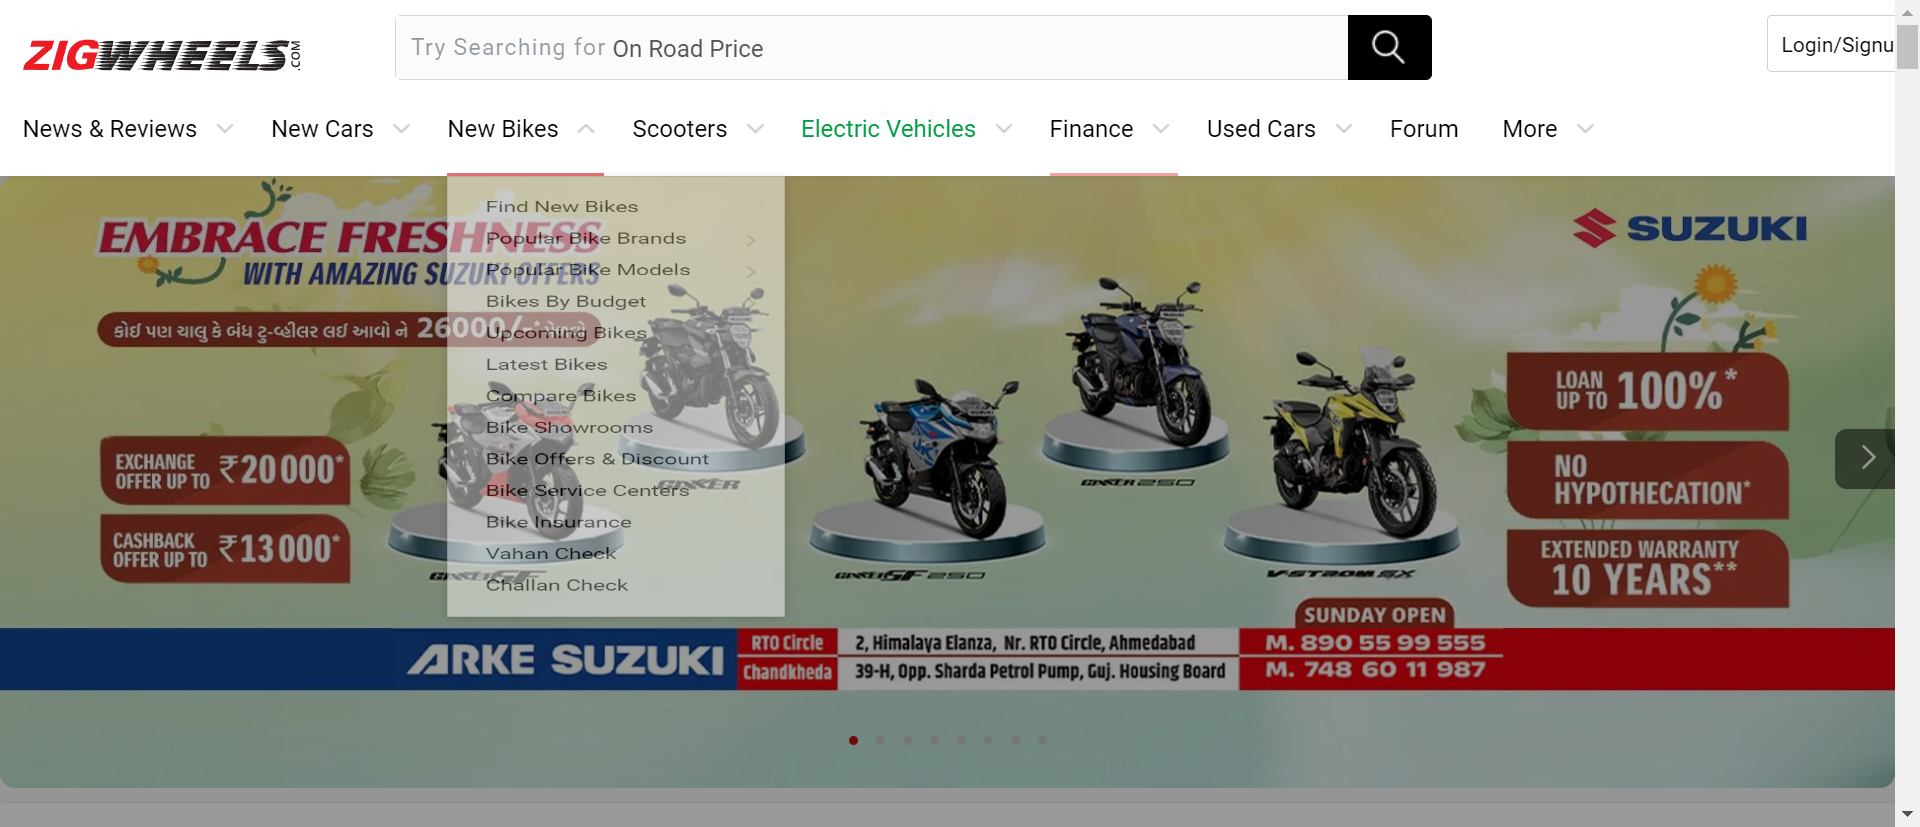 ZIGWHEELS.COM
Try Searching for On Road Price
Login/Signu
News & Reviews
New Cars
New Bikes
Scooters
Electric Vehicles
Finance
Used Cars
Forum
More
Find New Bikes
Popular Bike Brands
Popular Bike Models
Bikes By Budget
Upcoming Bikes
Latest Bikes
Compare Bikes
Bike Showrooms
Bike Offers & Discount
Bike Service Centers
Bike Insurance
Vahan Check
Challan Check
EMBRACE FRESHNESS
WITH AMAZING SUZUKI OFFERS
SUZUKI
કોઈ પણ ચાલુ કે બંધ ટુ-વ્હીલર લઈ આવો ને 26000/-*
EXCHANGE
OFFER UP TO ₹20000*
CASHBACK
OFFER UP TO ₹13000*
GIXXER
GIXXER SF
GIXXER SF 250
GIXXER 250
V-STROM SX
LOAN
UP TO 100%*
NO
HYPOTHECATION*
EXTENDED WARRANTY
10 YEARS**
SUNDAY OPEN
ARKE SUZUKI
RTO Circle
2, Himalaya Elanza, Nr. RTO Circle, Ahmedabad
M. 890 55 99 555
Chandkheda
39-H, Opp. Sharda Petrol Pump, Guj. Housing Board
M. 748 60 11 987